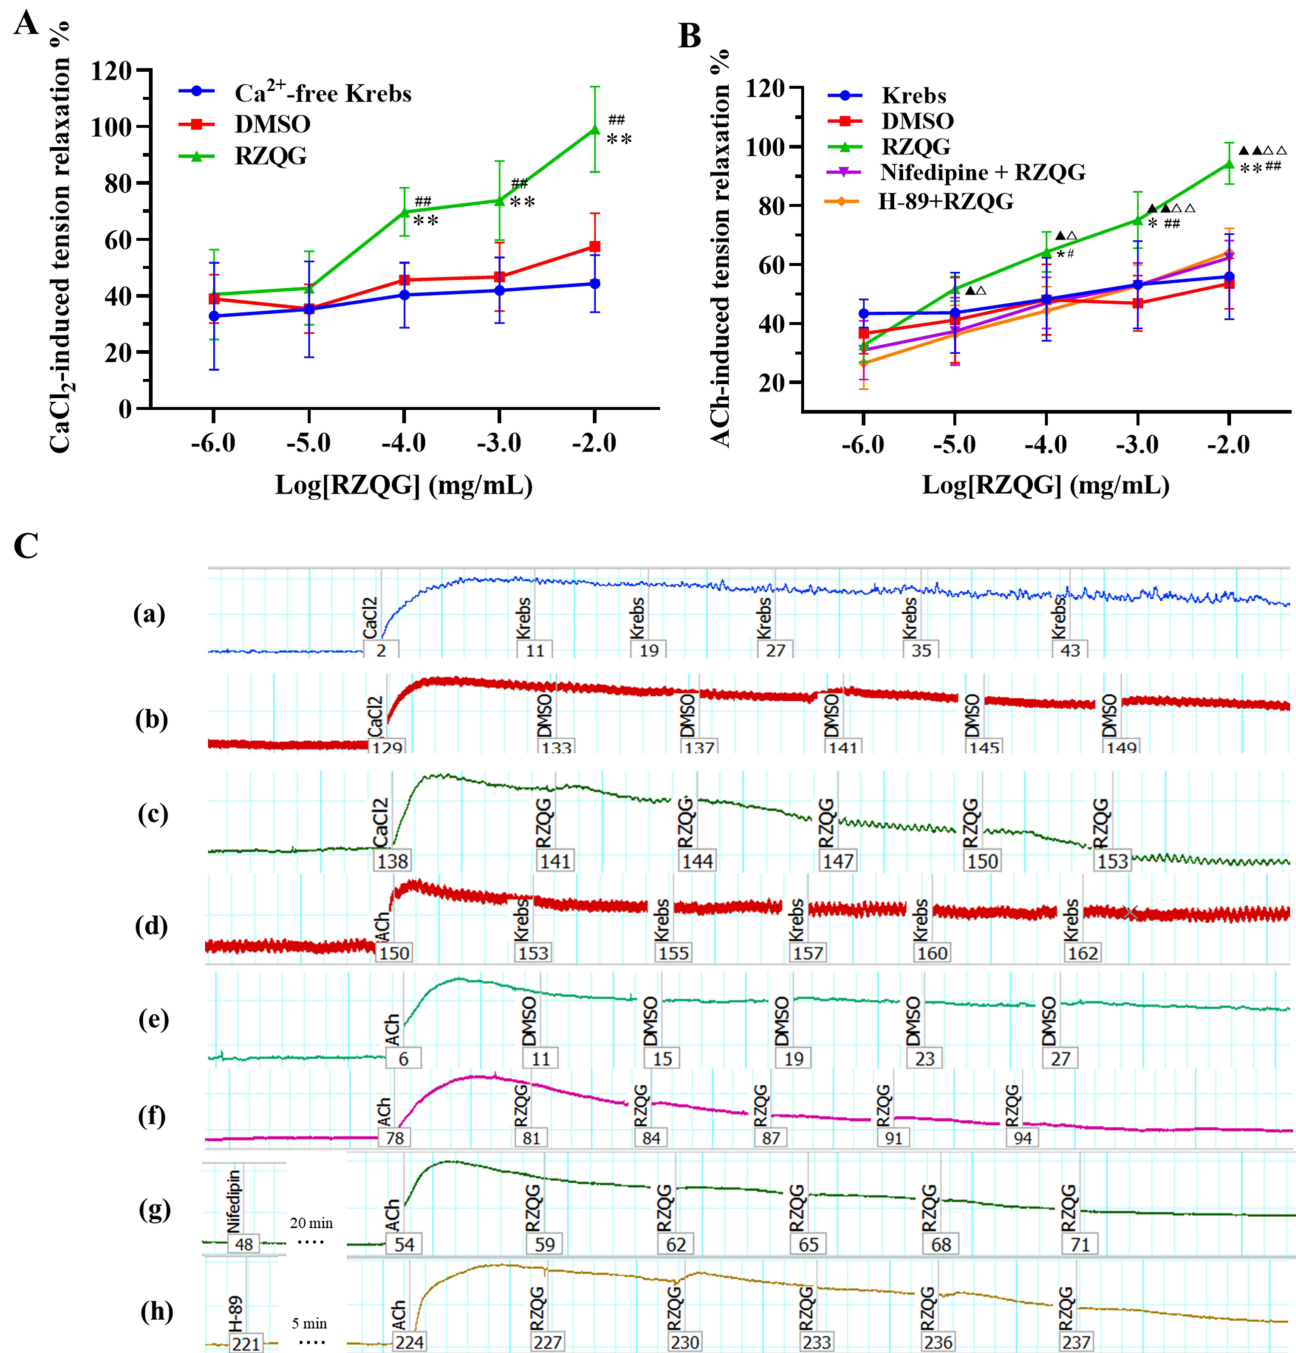 A
CaCl₂-induced tension relaxation %
120
100
80
60
40
20
0
Ca²⁺-free Krebs
DMSO
RZQG
##
**
##
**
##
**
-6.0 -5.0 -4.0 -3.0 -2.0
Log[RZQG] (mg/mL)
B
ACh-induced tension relaxation %
120
100
80
60
40
20
Krebs
DMSO
RZQG
Nifedipine + RZQG
H-89+RZQG
▲△
▲△
*#
▲▲△△
* ##
▲▲△△
**##
-6.0 -5.0 -4.0 -3.0 -2.0
Log[RZQG] (mg/mL)
C
(a)
CaCl2 Krebs Krebs Krebs Krebs Krebs
2 11 19 27 35 43
(b)
CaCl2 DMSO DMSO DMSO DMSO DMSO
129 133 137 141 145 149
(c)
CaCl2 RZQG RZQG RZQG RZQG RZQG
138 141 144 147 150 153
(d)
ACh Krebs Krebs Krebs Krebs Krebs
150 153 155 157 160 162
(e)
ACh DMSO DMSO DMSO DMSO DMSO
6 11 15 19 23 27
(f)
ACh RZQG RZQG RZQG RZQG RZQG
78 81 84 87 91 94
(g)
Nifedipin ACh RZQG RZQG RZQG RZQG RZQG
20 min
48 .... 54 59 62 65 68 71
(h)
H-89 ACh RZQG RZQG RZQG RZQG RZQG
5 min
221 .... 224 227 230 233 236 237